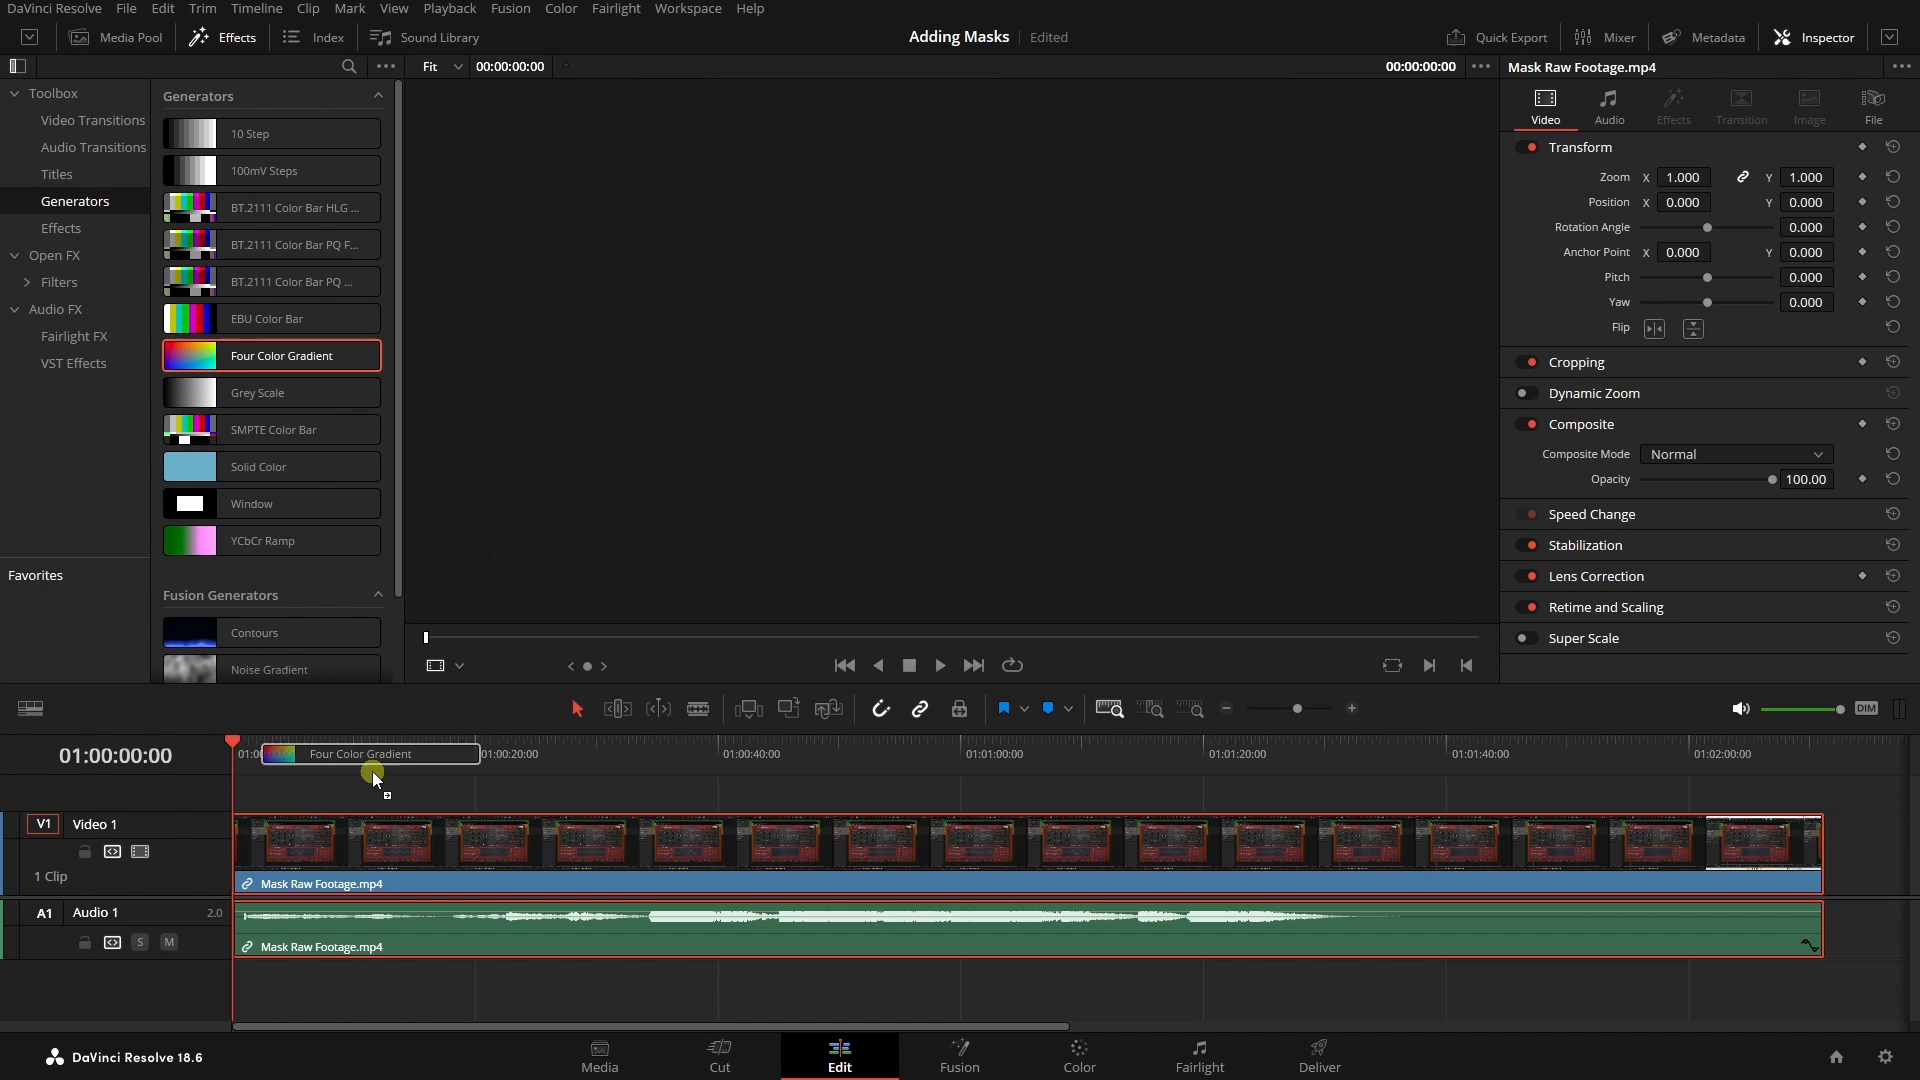 DaVinci Resolve File Edit Trim Timeline Clip Mark View Playback Fusion Color Fairlight Workspace Help
Media Pool Effects Index Sound Library Adding Masks Edited Quick Export Mixer Metadata Inspector
Fit 00:00:00:00 00:00:00:00 Mask Raw Footage.mp4
Toolbox
Video Transitions
Audio Transitions
Titles
Generators
Effects
Open FX
Filters
Audio FX
Fairlight FX
VST Effects
Favorites
Generators
10 Step
100mV Steps
BT.2111 Color Bar HLG ...
BT.2111 Color Bar PQ F...
BT.2111 Color Bar PQ ...
EBU Color Bar
Four Color Gradient
Grey Scale
SMPTE Color Bar
Solid Color
Window
YCbCr Ramp
Fusion Generators
Contours
Noise Gradient
Video Audio Effects Transition Image File
Transform
Zoom X 1.000 Y 1.000
Position X 0.000 Y 0.000
Rotation Angle 0.000
Anchor Point X 0.000 Y 0.000
Pitch 0.000
Yaw 0.000
Flip
Cropping
Dynamic Zoom
Composite
Composite Mode Normal
Opacity 100.00
Speed Change
Stabilization
Lens Correction
Retime and Scaling
Super Scale
DIM
01:00:00:00 Four Color Gradient 01:00:20:00 01:00:40:00 01:01:00:00 01:01:20:00 01:01:40:00 01:02:00:00
V1 Video 1
1 Clip
Mask Raw Footage.mp4
A1 Audio 1 2.0
S M
Mask Raw Footage.mp4
DaVinci Resolve 18.6 Media Cut Edit Fusion Color Fairlight Deliver